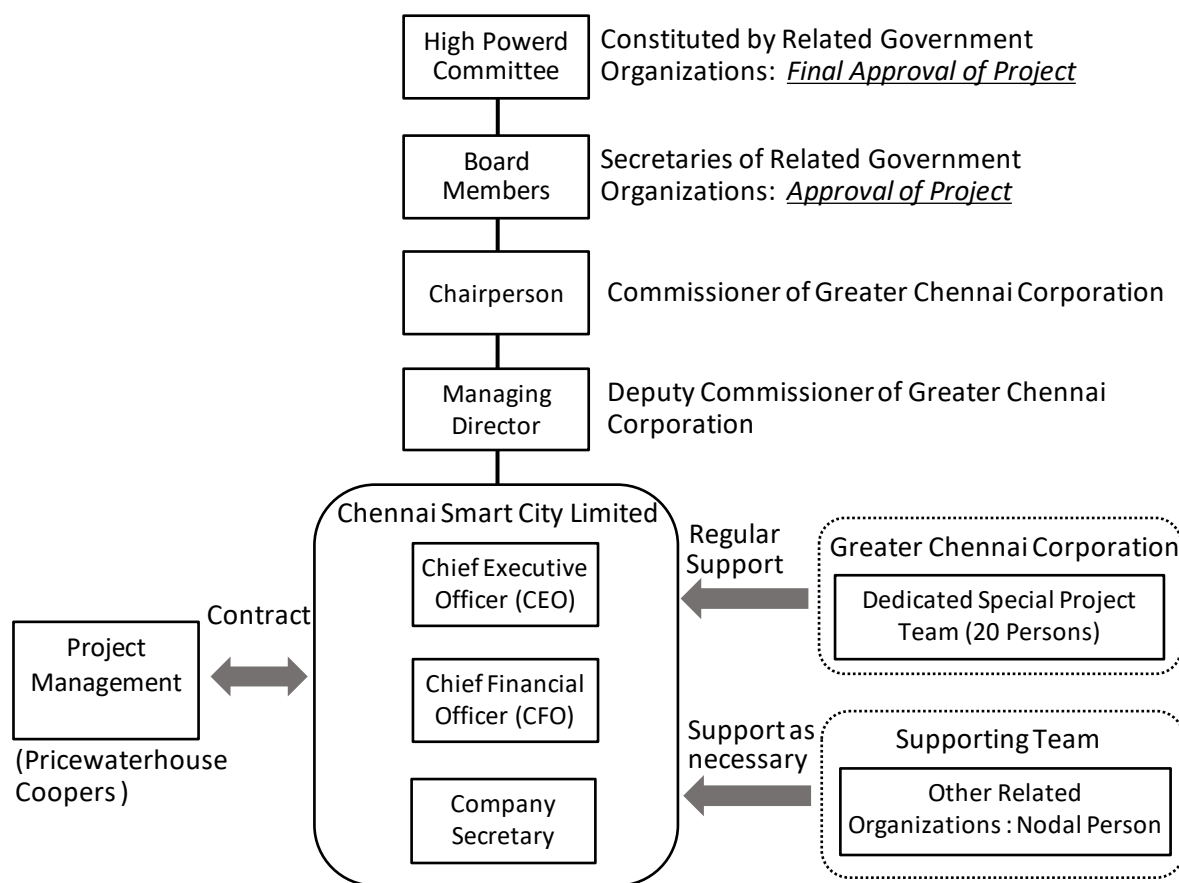 High Powerd
Committee
Constituted by Related Government
Organizations: Final Approval of Project
Board
Members
Secretaries of Related Government
Organizations: Approval of Project
Chairperson
Commissioner of Greater Chennai Corporation
Managing
Director
Deputy Commissioner of Greater Chennai
Corporation
Chennai Smart City Limited
Chief Executive
Officer (CEO)
Chief Financial
Officer (CFO)
Company
Secretary
Contract
Project
Management
(Pricewaterhouse
Coopers )
Regular
Support
Greater Chennai Corporation
Dedicated Special Project
Team (20 Persons)
Support as
necessary
Supporting Team
Other Related
Organizations : Nodal Person